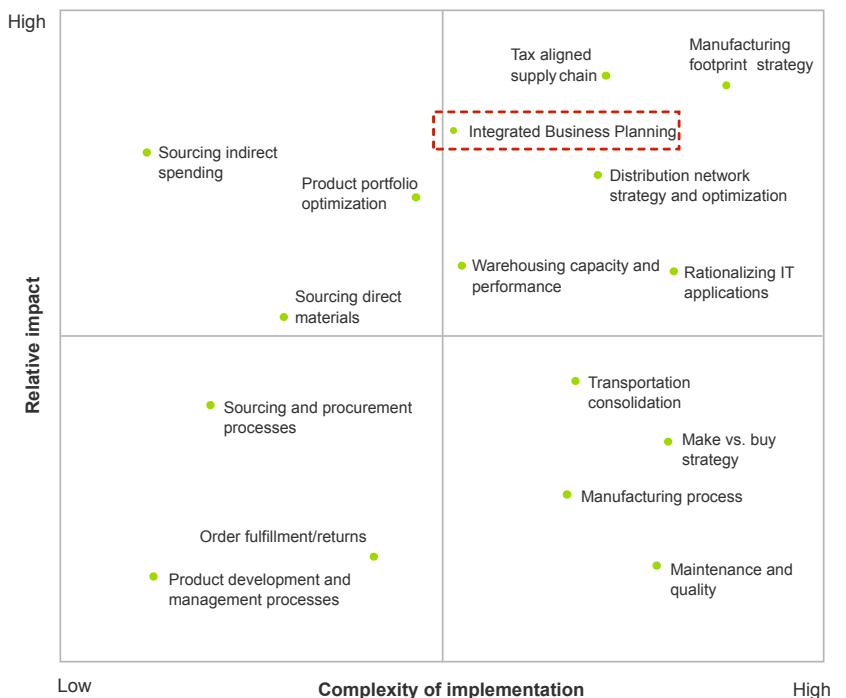 High
Tax aligned
supply chain
Manufacturing
footprint strategy
Integrated Business Planning
Sourcing indirect
spending
Product portfolio
optimization
Distribution network
strategy and optimization
Warehousing capacity and
performance
Rationalizing IT
applications
Sourcing direct
materials
Relative impact
Transportation
consolidation
Sourcing and procurement
processes
Make vs. buy
strategy
Manufacturing process
Order fulfillment/returns
Maintenance and
quality
Product development and
management processes
Low
Complexity of implementation
High